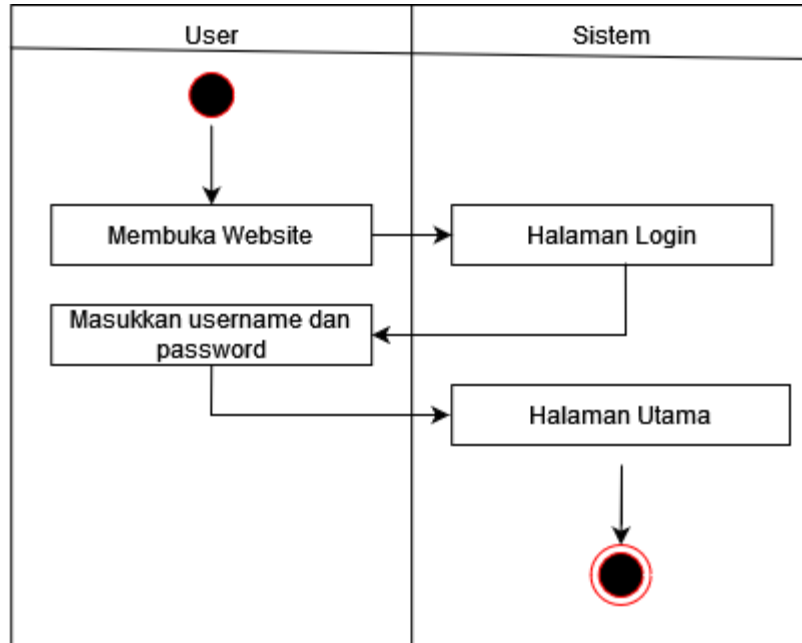 User
Sistem
Membuka Website
Halaman Login
Masukkan username dan
password
Halaman Utama